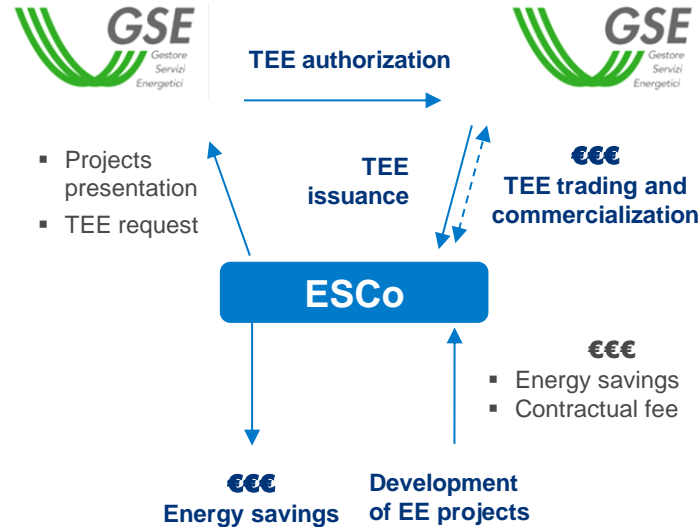 GSE
Gestore
Servizi
Energetici
GSE
Gestore
Servizi
Energetici
TEE authorization
▪ Projects
presentation
▪ TEE request
TEE
issuance
€€€
TEE trading and
commercialization
ESCo
€€€
▪ Energy savings
▪ Contractual fee
€€€
Energy savings
Development
of EE projects